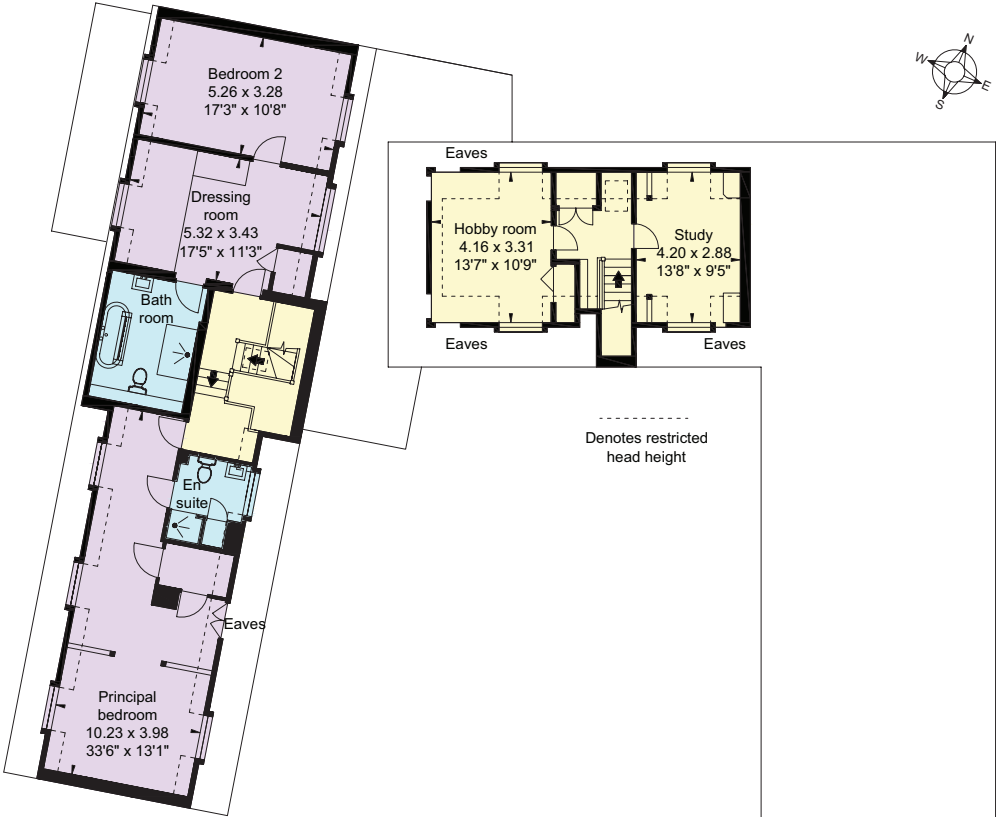 Bedroom 2
5.26 x 3.28
17'3" x 10'8"
Dressing
room
5.32 x 3.43
17'5" x 11'3"
Bath
room
En
suite
Eaves
Principal
bedroom
10.23 x 3.98
33'6" x 13'1"
N
W
E
S
Eaves
Hobby room
4.16 x 3.31
13'7" x 10'9"
Study
4.20 x 2.88
13'8" x 9'5"
Eaves
Eaves
Denotes restricted
head height